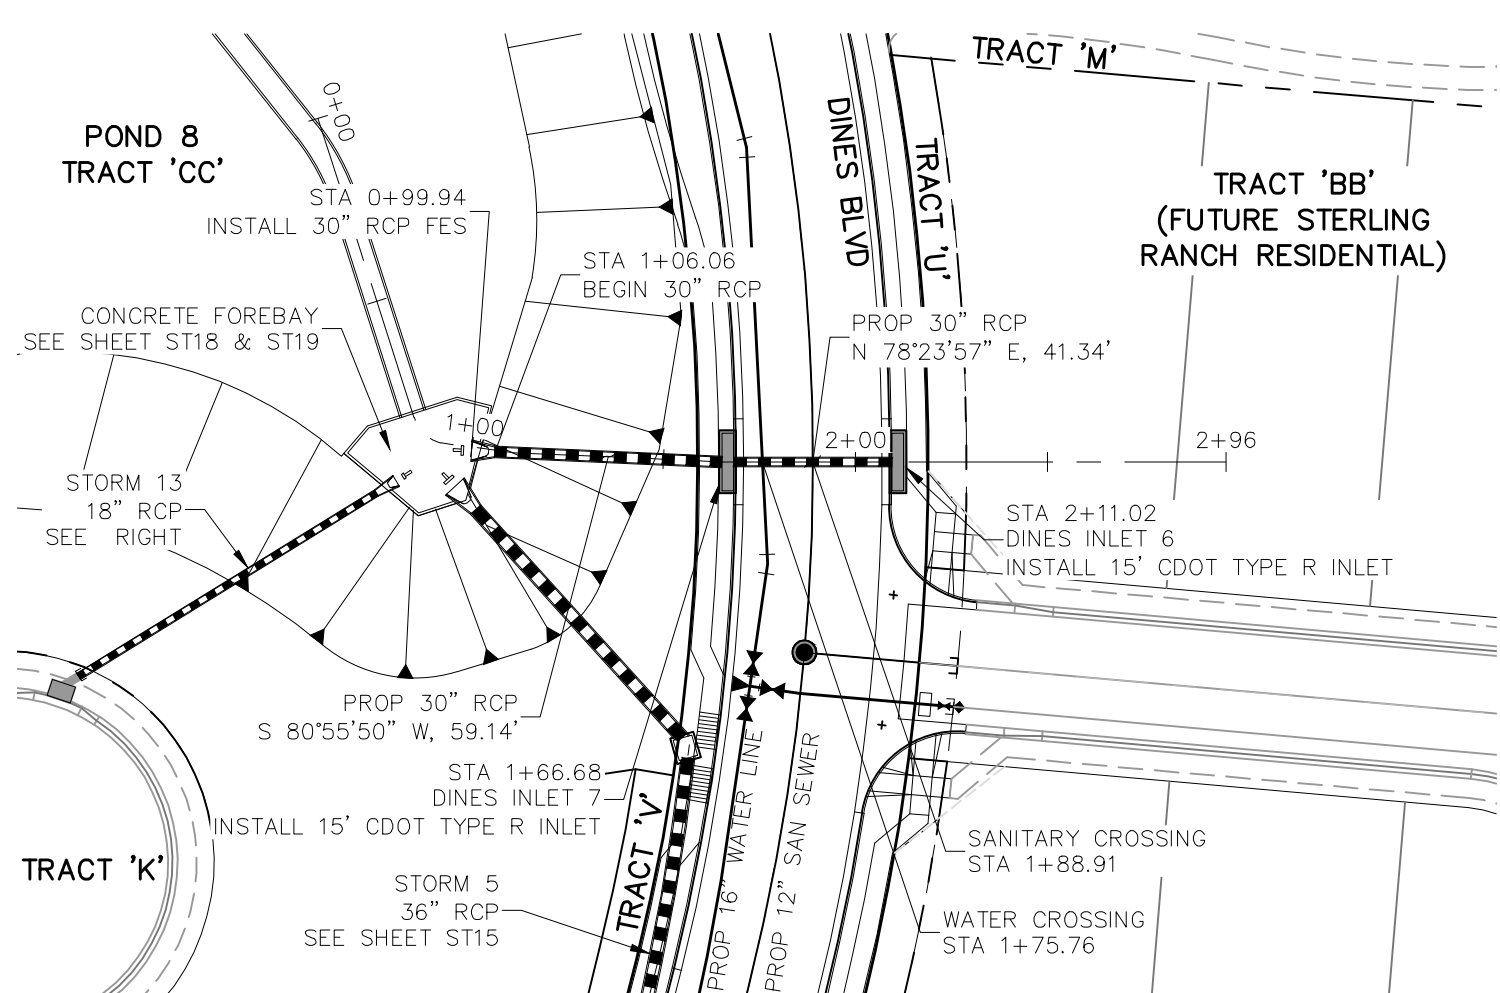 TRACT 'M'
0+00
POND 8
TRACT 'CC'
DINES BLVD
TRACT 'U'
STA 0+99.94
INSTALL 30" RCP FES
TRACT 'BB'
(FUTURE STERLING
RANCH RESIDENTIAL)
STA 1+06.06
BEGIN 30" RCP
CONCRETE FOREBAY
SEE SHEET ST18 & ST19
PROP 30" RCP
N 78°23'57" E, 41.34'
1+00
2+00
2+96
STORM 13
18" RCP
SEE RIGHT
STA 2+11.02
DINES INLET 6
INSTALL 15' CDOT TYPE R INLET
PROP 30" RCP
S 80°55'50" W, 59.14'
STA 1+66.68
DINES INLET 7
INSTALL 15' CDOT TYPE R INLET
TRACT 'V'
PROP 16" WATER LINE
PROP 12" SAN SEWER
SANITARY CROSSING
STA 1+88.91
TRACT 'K'
STORM 5
36" RCP
SEE SHEET ST15
WATER CROSSING
STA 1+75.76